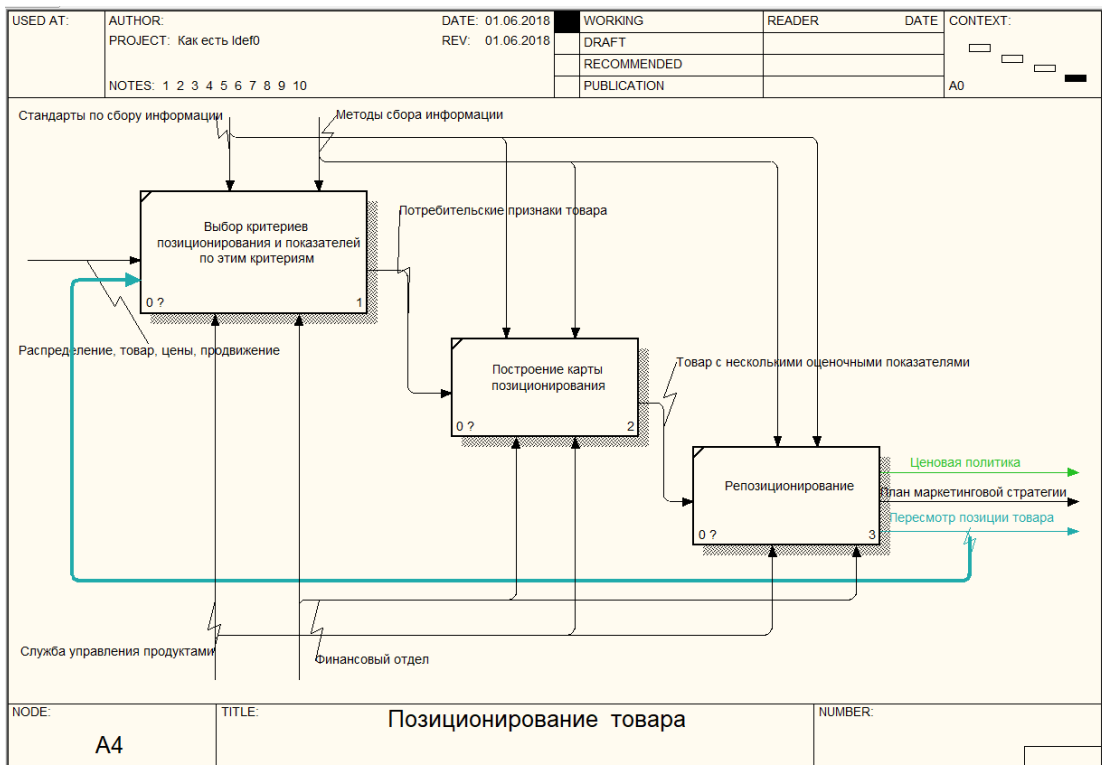 USED AT:
AUTHOR:
DATE: 01.06.2018
PROJECT: Как есть Idef0
REV: 01.06.2018
NOTES: 1 2 3 4 5 6 7 8 9 10
WORKING
DRAFT
RECOMMENDED
PUBLICATION
READER
DATE
CONTEXT:
A0
Стандарты по сбору информации
Методы сбора информации
Выбор критериев
позиционирования и показателей
по этим критериям
0 ?
1
Потребительские признаки товара
Распределение, товар, цены, продвижение
Построение карты
позиционирования
0 ?
2
Товар с несколькими оценочными показателями
Репозиционирование
0 ?
3
Ценовая политика
План маркетинговой стратегии
Пересмотр позиции товара
Служба управления продуктами
Финансовый отдел
NODE:
A4
TITLE:
Позиционирование товара
NUMBER: